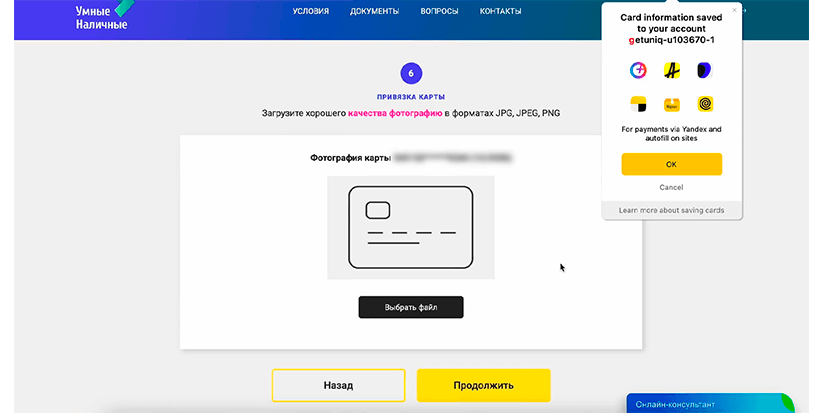 Умные
Наличные
УСЛОВИЯ ДОКУМЕНТЫ ВОПРОСЫ КОНТАКТЫ
6
ПРИВЯЗКА КАРТЫ
Загрузите хорошего качества фотографию в форматах JPG, JPEG, PNG
Фотография карты
Выбрать файл
Назад
Продолжить
Онлайн-консультант
Card information saved
to your account
getuniq-u103670-1
For payments via Yandex and
autofill on sites
OK
Cancel
Learn more about saving cards